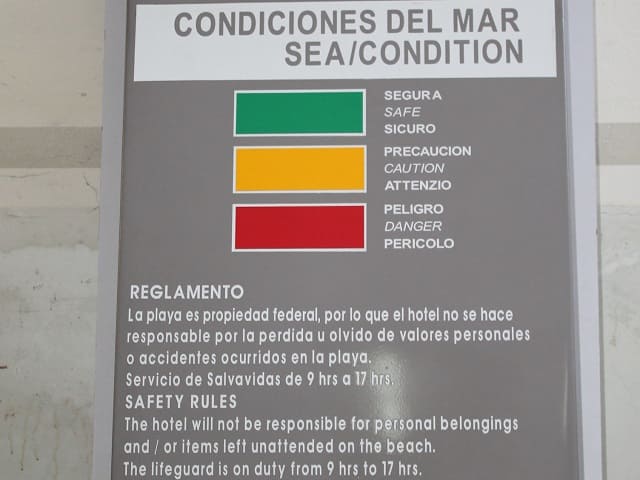 CONDICIONES DEL MAR
SEA/CONDITION
SEGURA
SAFE
SICURO
PRECAUCION
CAUTION
ATTENZIO
PELIGRO
DANGER
PERICOLO
REGLAMENTO
La playa es propiedad federal, por lo que el hotel no se hace
responsable por la perdida u olvido de valores personales
o accidentes ocurridos en la playa.
Servicio de Salvavidas de 9 hrs a 17 hrs.
SAFETY RULES
The hotel will not be responsible for personal belongings
and / or items left unattended on the beach.
The lifeguard is on duty from 9 hrs to 17 hrs.